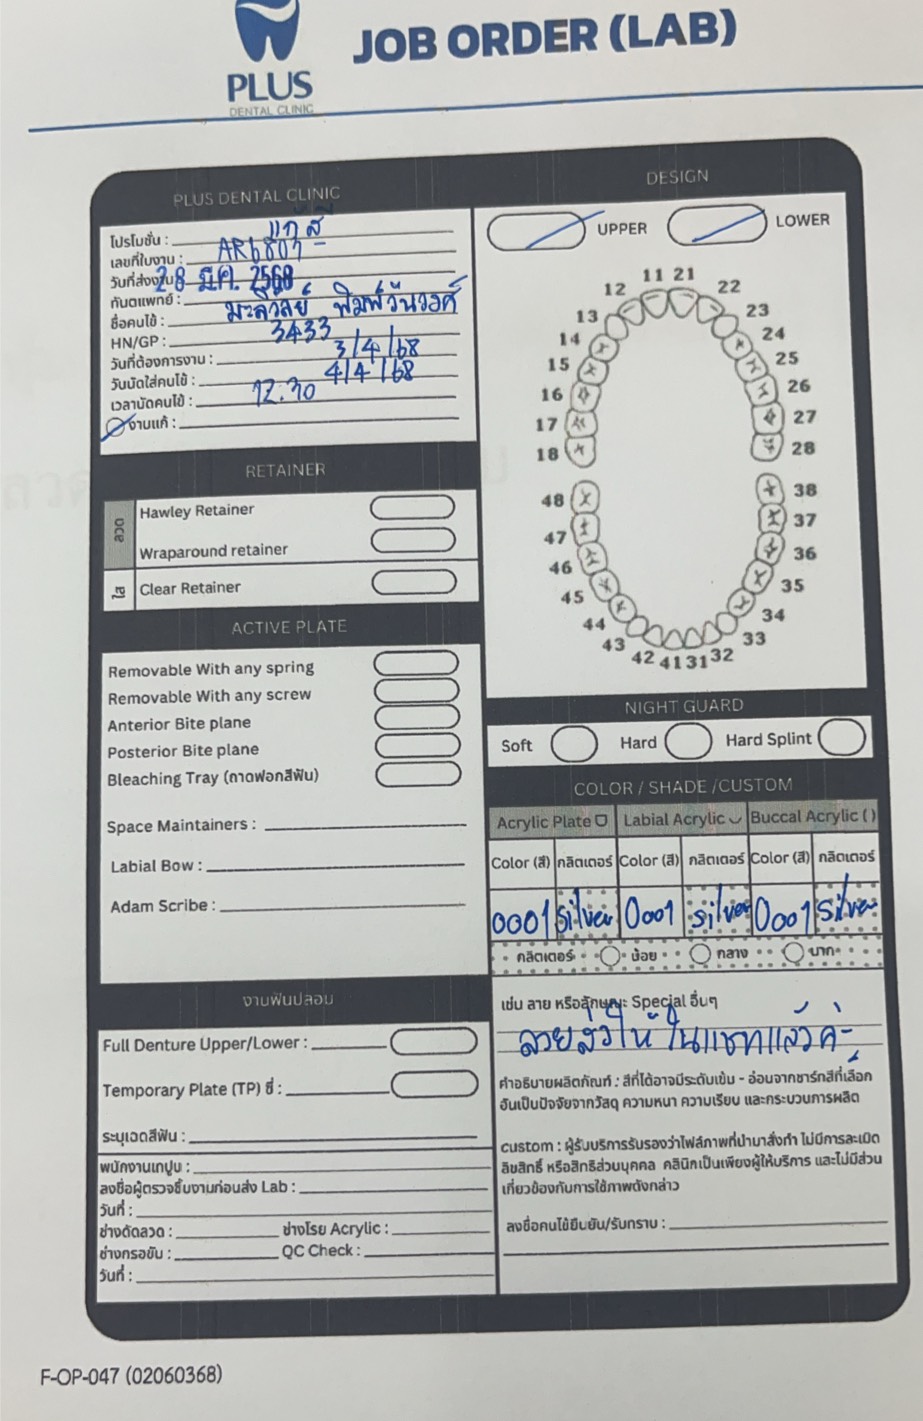 PLUS
DENTAL CLINIC
JOB ORDER (LAB)
PLUS DENTAL CLINIC
โปรโมชั่น :
เลขที่ใบงาน : AR6807
วันที่ส่งงาน 28 มี.ค. 2568
ทันตแพทย์ :
ชื่อคนไข้ : มะลิวัลย์ พิมพ์วันวงศ์
HN/GP : 3433
วันที่ต้องการงาน : 3/4/68
วันนัดใส่คนไข้ : 4/4/68
เวลานัดคนไข้ : 12.30
งานแก้ :
RETAINER
ลวด
Hawley Retainer
Wraparound retainer
ใส
Clear Retainer
ACTIVE PLATE
Removable With any spring
Removable With any screw
Anterior Bite plane
Posterior Bite plane
Bleaching Tray (ถาดฟอกสีฟัน)
Space Maintainers :
Labial Bow :
Adam Scribe :
งานฟันปลอม
Full Denture Upper/Lower :
Temporary Plate (TP) ซี่ :
ระบุเฉดสีฟัน :
พนักงานเทปูน :
ลงชื่อผู้ตรวจชิ้นงานก่อนส่ง Lab :
วันที่ :
ช่างดัดลวด : ช่างโรย Acrylic :
ช่างกรอขัน : QC Check :
วันที่ :
DESIGN
UPPER LOWER
11 21
12 22
13 23
14 24
15 25
16 26
17 27
18 28
48 38
47 37
46 36
45 35
44 34
43 33
42 41 31 32
NIGHT GUARD
Soft Hard Hard Splint
COLOR / SHADE /CUSTOM
Acrylic Plate Labial Acrylic Buccal Acrylic ( )
Color (สี) กลิตเตอร์ Color (สี) กลิตเตอร์ Color (สี) กลิตเตอร์
0001 silver 0001 silver 0001 silver
กลิตเตอร์ น้อย กลาง มาก
เช่น ลาย หรือลักษณะ Special อื่นๆ
ลายส่งให้ในแชทแล้วค่ะ
คำอธิบายผลิตภัณฑ์ : สีที่ได้อาจมีระดับเข้ม - อ่อนจากชาร์ทสีที่เลือก
อันเป็นปัจจัยจากวัสดุ ความหนา ความเรียบ และกระบวนการผลิต
custom : ผู้รับบริการรับรองว่าไฟล์ภาพที่นำมาสั่งทำ ไม่มีการละเมิด
ลิขสิทธิ์ หรือสิทธิส่วนบุคคล คลินิกเป็นเพียงผู้ให้บริการ และไม่มีส่วน
เกี่ยวข้องกับการใช้ภาพดังกล่าว
ลงชื่อคนไข้ยืนยัน/รับทราบ :
F-OP-047 (02060368)